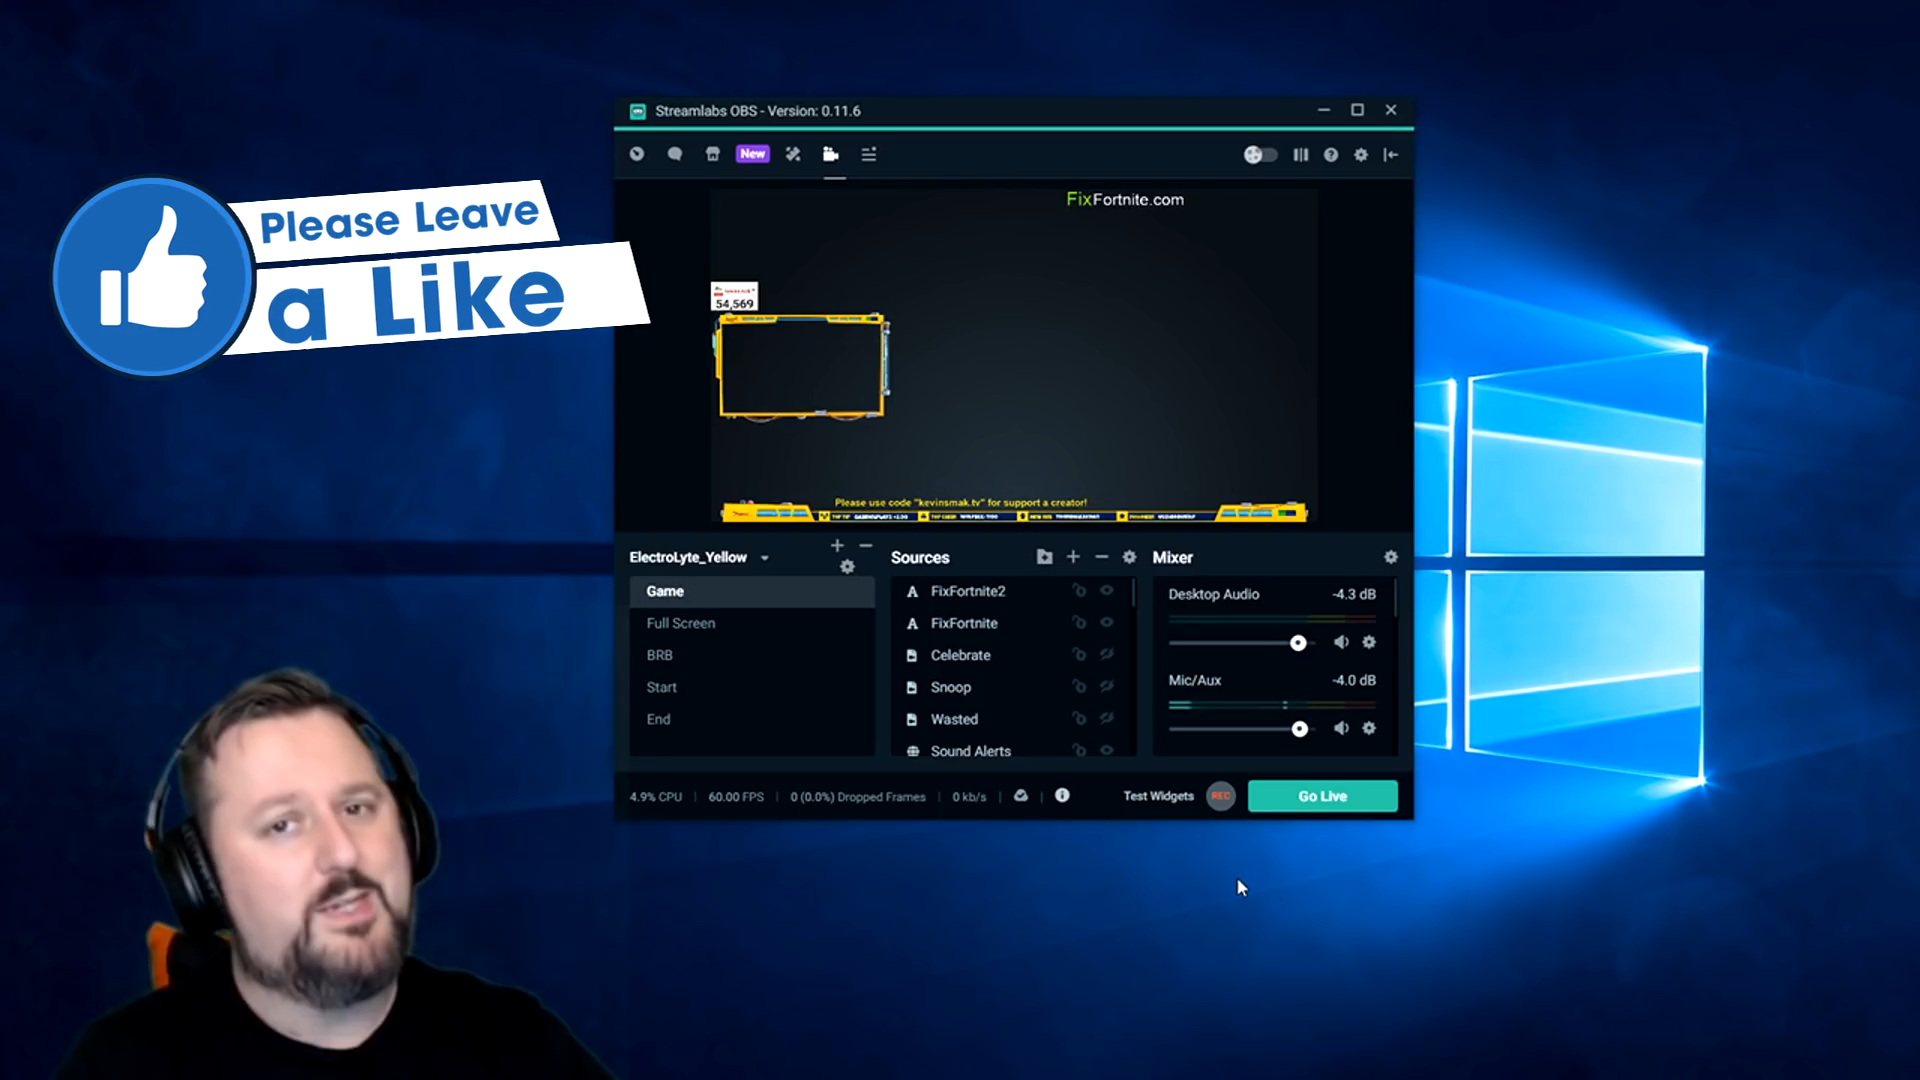 Streamlabs OBS - Version: 0.11.6
New
FixFortnite.com
Please Leave
a Like
54,569
Please use code "kevinsmak.tv" for support a creator!
ElectroLyte_Yellow
Sources
Mixer
Game
Full Screen
BRB
Start
End
FixFortnite2
FixFortnite
Celebrate
Snoop
Wasted
Sound Alerts
Desktop Audio
-4.3 dB
Mic/Aux
-4.0 dB
4.9% CPU
60.00 FPS
0 (0.0%) Dropped Frames
0 kb/s
Test Widgets
REC
Go Live